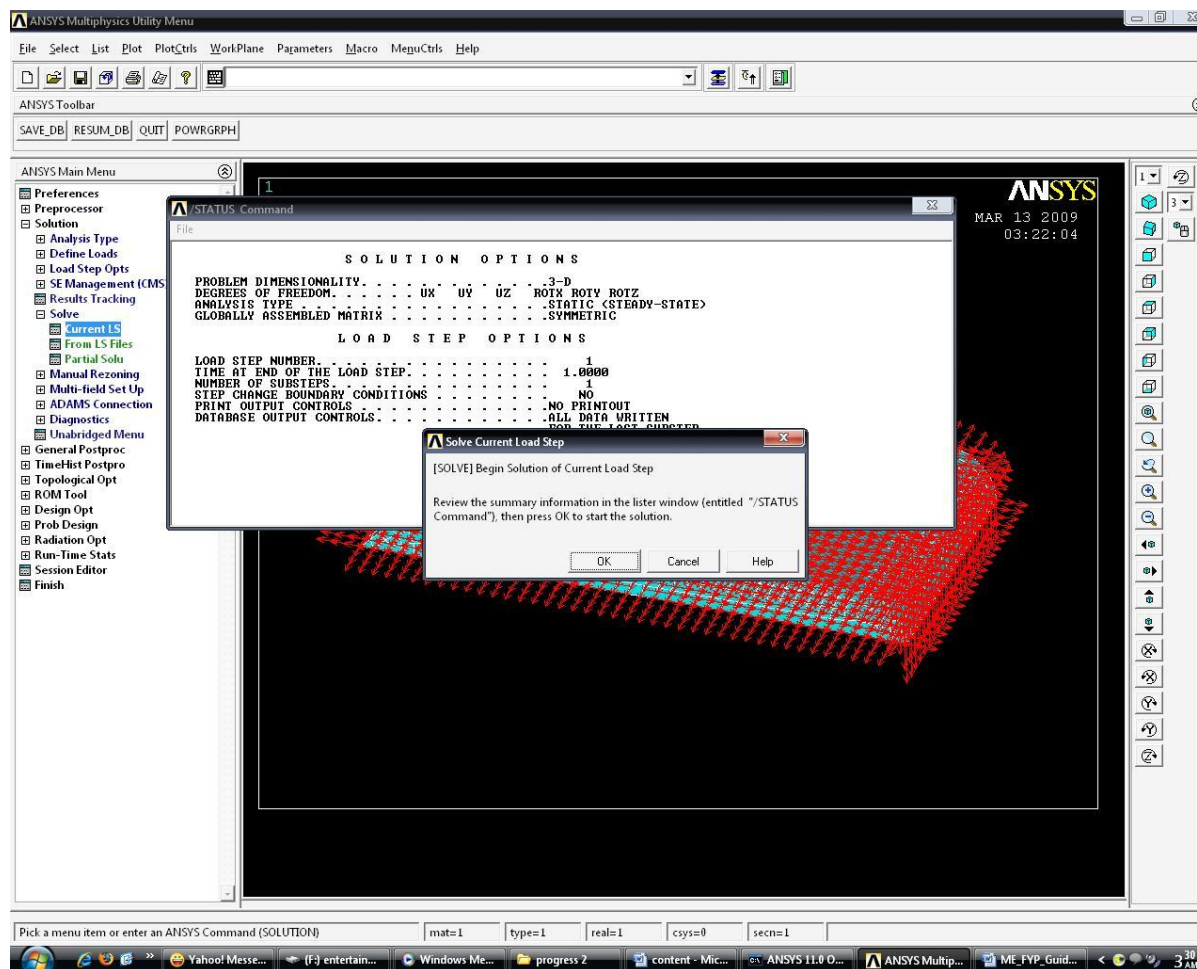 ANSYS Multiphysics Utility Menu
File Select List Plot PlotCtrls WorkPlane Parameters Macro MenuCtrls Help
ANSYS Toolbar
SAVE_DB RESUM_DB QUIT POWRGRPH
ANSYS Main Menu
Preferences
Preprocessor
Solution
Analysis Type
Define Loads
Load Step Opts
SE Management (CMS
Results Tracking
Solve
Current LS
From LS Files
Partial Solu
Manual Rezoning
Multi-field Set Up
ADAMS Connection
Diagnostics
Unabridged Menu
General Postproc
TimeHist Postpro
Topological Opt
ROM Tool
Design Opt
Prob Design
Radiation Opt
Run-Time Stats
Session Editor
Finish
1
ANSYS
MAR 13 2009
03:22:04
/STATUS Command
File
S O L U T I O N   O P T I O N S
PROBLEM DIMENSIONALITY. . . . . . . . . . . . .3-D
DEGREES OF FREEDOM. . . . . . UX UY UZ ROTX ROTY ROTZ
ANALYSIS TYPE . . . . . . . . . . . . . . . . .STATIC (STEADY-STATE)
GLOBALLY ASSEMBLED MATRIX . . . . . . . . . . .SYMMETRIC
L O A D   S T E P   O P T I O N S
LOAD STEP NUMBER. . . . . . . . . . . . . . . . 1
TIME AT END OF THE LOAD STEP. . . . . . . . . . 1.0000
NUMBER OF SUBSTEPS. . . . . . . . . . . . . . . 1
STEP CHANGE BOUNDARY CONDITIONS . . . . . . . . NO
PRINT OUTPUT CONTROLS . . . . . . . . . . . . .NO PRINTOUT
DATABASE OUTPUT CONTROLS. . . . . . . . . . . .ALL DATA WRITTEN
FOR THE LAST SUBSTEP
Solve Current Load Step
[SOLVE] Begin Solution of Current Load Step
Review the summary information in the lister window (entitled "/STATUS
Command"), then press OK to start the solution.
OK Cancel Help
1
3
Pick a menu item or enter an ANSYS Command (SOLUTION) mat=1 type=1 real=1 csys=0 secn=1
Yahoo! Messe... (F:) entertain... Windows Me... progress 2 content - Mic... ANSYS 11.0 O... ANSYS Multip... ME_FYP_Guid...